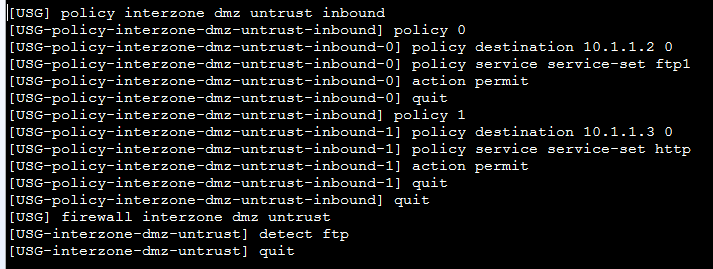 [USG] policy interzone dmz untrust inbound
[USG-policy-interzone-dmz-untrust-inbound] policy 0
[USG-policy-interzone-dmz-untrust-inbound-0] policy destination 10.1.1.2 0
[USG-policy-interzone-dmz-untrust-inbound-0] policy service service-set ftp1
[USG-policy-interzone-dmz-untrust-inbound-0] action permit
[USG-policy-interzone-dmz-untrust-inbound-0] quit
[USG-policy-interzone-dmz-untrust-inbound] policy 1
[USG-policy-interzone-dmz-untrust-inbound-1] policy destination 10.1.1.3 0
[USG-policy-interzone-dmz-untrust-inbound-1] policy service service-set http
[USG-policy-interzone-dmz-untrust-inbound-1] action permit
[USG-policy-interzone-dmz-untrust-inbound-1] quit
[USG-policy-interzone-dmz-untrust-inbound] quit
[USG] firewall interzone dmz untrust
[USG-interzone-dmz-untrust] detect ftp
[USG-interzone-dmz-untrust] quit